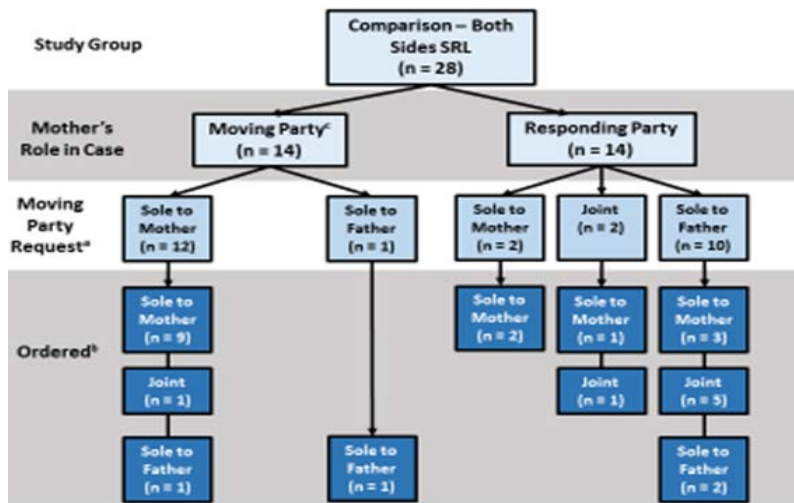 Study Group
Comparison – Both
Sides SRL
(n = 28)
Mother's
Role in Case
Moving Partyᶜ
(n = 14)
Responding Party
(n = 14)
Moving
Party
Requestᵃ
Sole to
Mother
(n = 12)
Sole to
Father
(n = 1)
Sole to
Mother
(n = 2)
Joint
(n = 2)
Sole to
Father
(n = 10)
Orderedᵇ
Sole to
Mother
(n = 9)
Joint
(n = 1)
Sole to
Father
(n = 1)
Sole to
Father
(n = 1)
Sole to
Mother
(n = 2)
Sole to
Mother
(n = 1)
Joint
(n = 1)
Sole to
Mother
(n = 3)
Joint
(n = 5)
Sole to
Father
(n = 2)